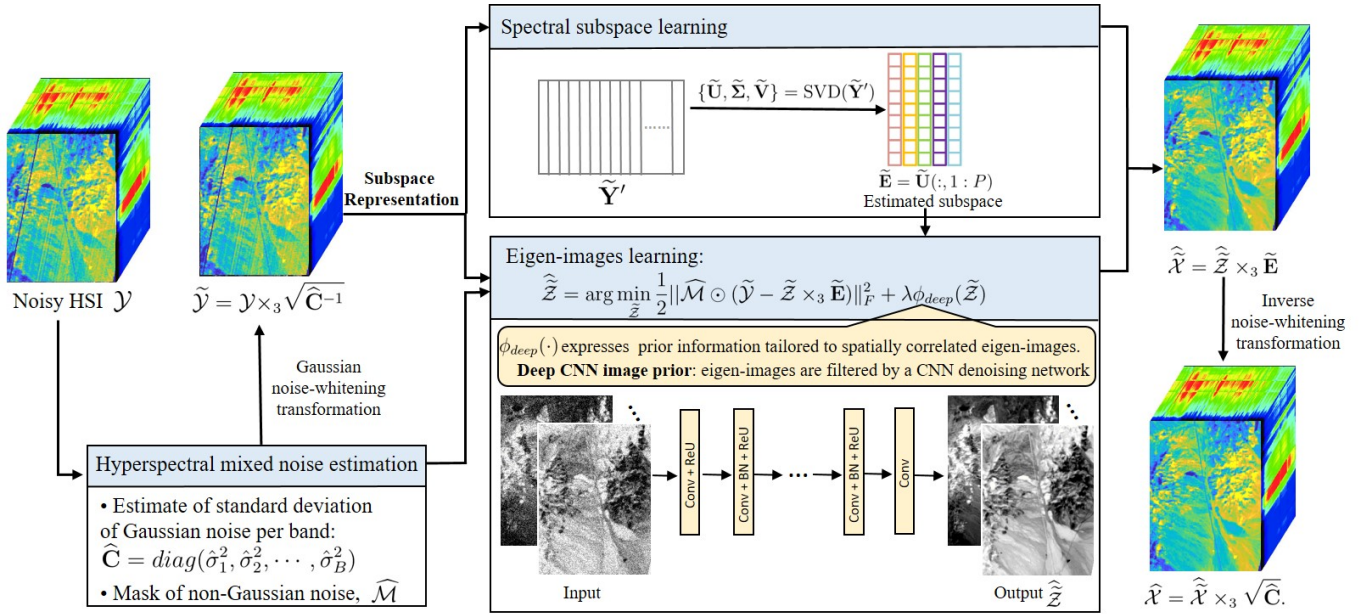 Noisy HSI 𝒴
𝒴̃ = 𝒴×₃√(Ĉ⁻¹)
Gaussian
noise-whitening
transformation
Hyperspectral mixed noise estimation
• Estimate of standard deviation
of Gaussian noise per band:
Ĉ = diag(σ̂₁², σ̂₂², ⋯ , σ̂_B²)
• Mask of non-Gaussian noise, ℳ̂
Subspace
Representation
Spectral subspace learning
......
Ỹ′
{Ũ, Σ̃, Ṽ} = SVD(Ỹ′)
Ẽ = Ũ(:, 1 : P)
Estimated subspace
Eigen-images learning:
𝒵̃̂ = arg min_𝒵̃ 1/2||ℳ̂ ⊙ (𝒴̃ − 𝒵̃ ×₃ Ẽ)||²_F + λϕ_deep(𝒵̃)
ϕ_deep(·) expresses prior information tailored to spatially correlated eigen-images.
Deep CNN image prior: eigen-images are filtered by a CNN denoising network
Conv + ReU
Conv + BN + ReU
...
Conv + BN + ReU
Conv
Input
Output 𝒵̃̂
𝒳̃̂ = 𝒵̃̂ ×₃ Ẽ
Inverse
noise-whitening
transformation
𝒳̂ = 𝒳̃̂ ×₃ √Ĉ.